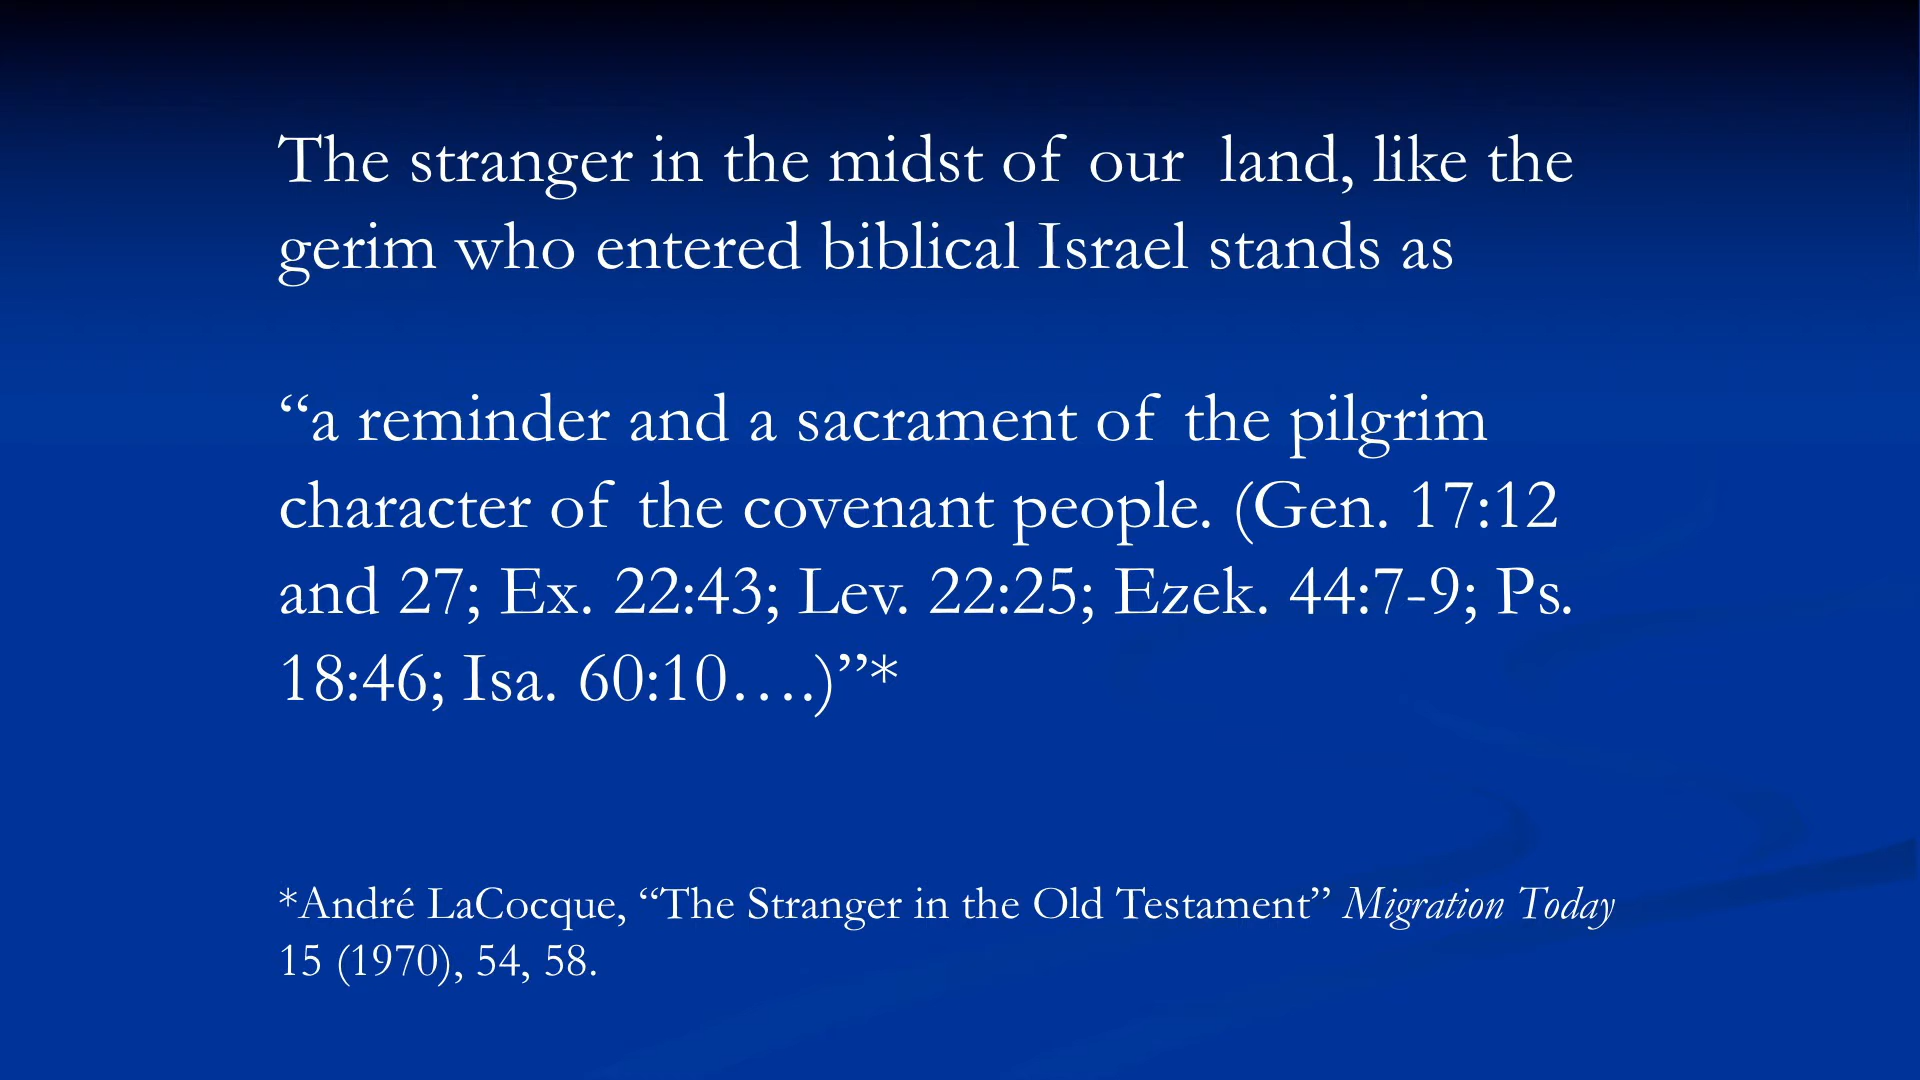 The stranger in the midst of our land, like the
gerim who entered biblical Israel stands as
“a reminder and a sacrament of the pilgrim
character of the covenant people. (Gen. 17:12
and 27; Ex. 22:43; Lev. 22:25; Ezek. 44:7-9; Ps.
18:46; Isa. 60:10….)”*
*André LaCocque, “The Stranger in the Old Testament” Migration Today
15 (1970), 54, 58.